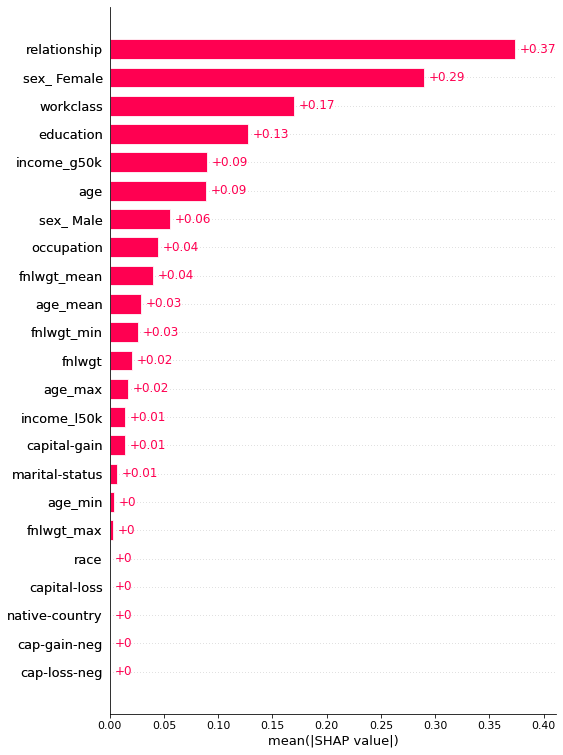 relationship +0.37
sex_ Female +0.29
workclass +0.17
education +0.13
income_g50k +0.09
age +0.09
sex_ Male +0.06
occupation +0.04
fnlwgt_mean +0.04
age_mean +0.03
fnlwgt_min +0.03
fnlwgt +0.02
age_max +0.02
income_l50k +0.01
capital-gain +0.01
marital-status +0.01
age_min +0
fnlwgt_max +0
race +0
capital-loss +0
native-country +0
cap-gain-neg +0
cap-loss-neg +0
0.00 0.05 0.10 0.15 0.20 0.25 0.30 0.35 0.40
mean(|SHAP value|)